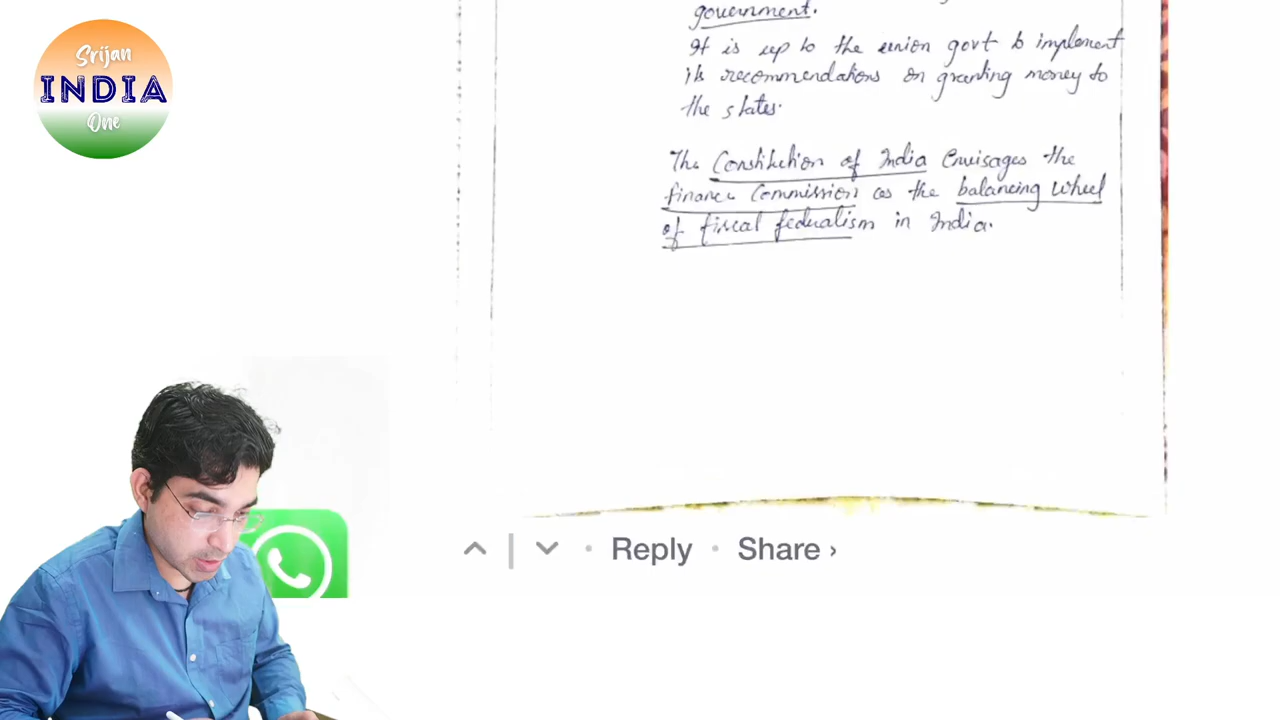 Srijan
INDIA
One
government.
It is up to the union govt to implement
its recommendations on granting money to
the states.
The Constitution of India Envisages the
finance Commission as the balancing wheel
of fiscal federalism in India.
Reply
Share ›